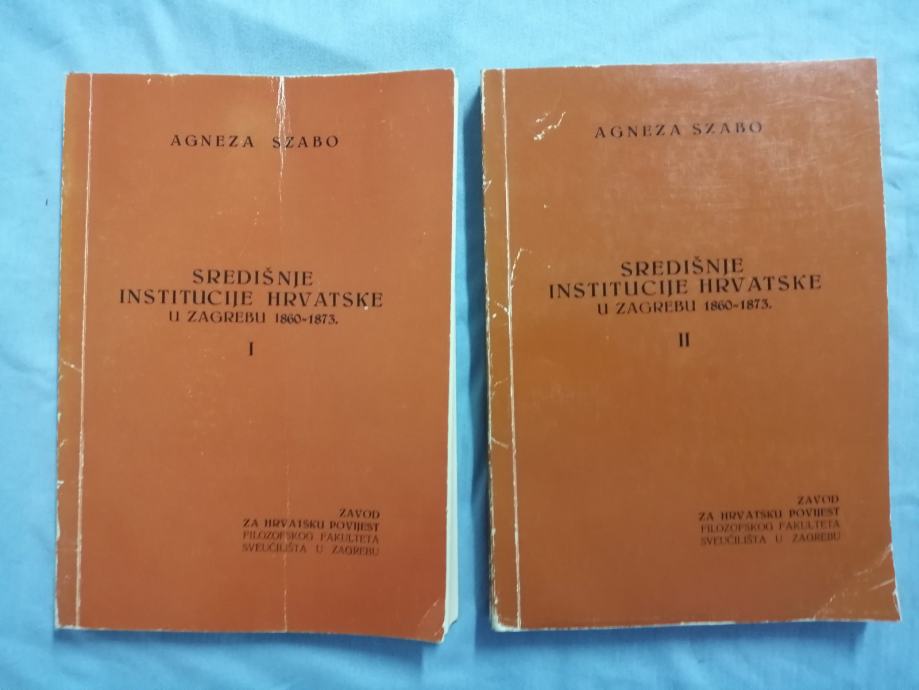 AGNEZA SZABO
SREDIŠNJE
INSTITUCIJE HRVATSKE
U ZAGREBU 1860-1873.
I
ZAVOD
ZA HRVATSKU POVIJEST
FILOZOFSKOG FAKULTETA
SVEUČILIŠTA U ZAGREBU
AGNEZA SZABO
SREDIŠNJE
INSTITUCIJE HRVATSKE
U ZAGREBU 1860-1873.
II
ZAVOD
ZA HRVATSKU POVIJEST
FILOZOFSKOG FAKULTETA
SVEUČILIŠTA U ZAGREBU